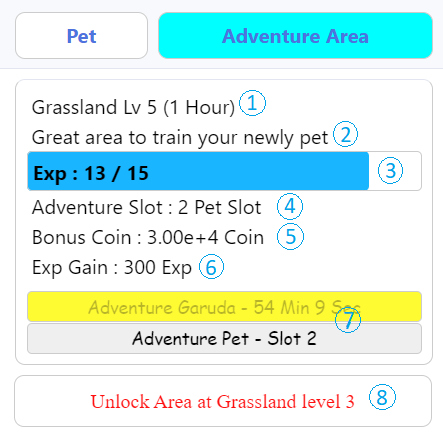 Pet
Adventure Area
Grassland Lv 5 (1 Hour) 1
Great area to train your newly pet 2
Exp : 13 / 15 3
Adventure Slot : 2 Pet Slot 4
Bonus Coin : 3.00e+4 Coin 5
Exp Gain : 300 Exp 6
Adventure Garuda - 54 Min 9 Sec
7
Adventure Pet - Slot 2
Unlock Area at Grassland level 3 8